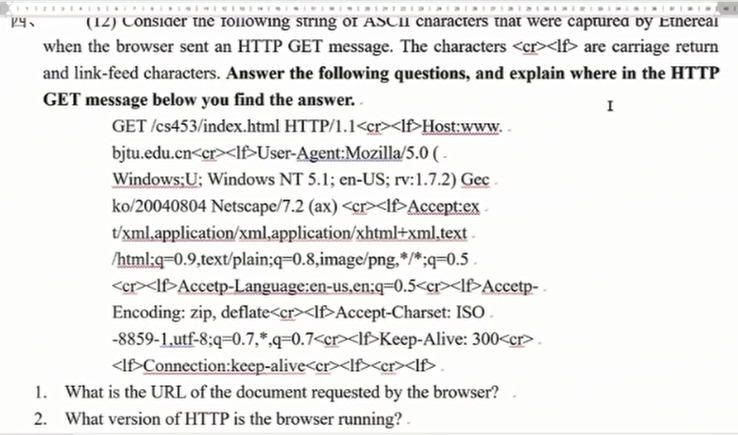 P4、 (12) Consider the following string of ASCII characters that were captured by Ethereal
when the browser sent an HTTP GET message. The characters <cr><lf> are carriage return
and link-feed characters. Answer the following questions, and explain where in the HTTP
GET message below you find the answer.
GET /cs453/index.html HTTP/1.1<cr><lf>Host:www.
bjtu.edu.cn<cr><lf>User-Agent:Mozilla/5.0 (
Windows;U; Windows NT 5.1; en-US; rv:1.7.2) Gec
ko/20040804 Netscape/7.2 (ax) <cr><lf>Accept:ex
t/xml,application/xml,application/xhtml+xml,text
/html;q=0.9,text/plain;q=0.8,image/png,*/*;q=0.5
<cr><lf>Accetp-Language:en-us,en;q=0.5<cr><lf>Accetp-
Encoding: zip, deflate<cr><lf>Accept-Charset: ISO
-8859-1,utf-8;q=0.7,*,q=0.7<cr><lf>Keep-Alive: 300<cr>
<lf>Connection:keep-alive<cr><lf><cr><lf>
1. What is the URL of the document requested by the browser?
2. What version of HTTP is the browser running?